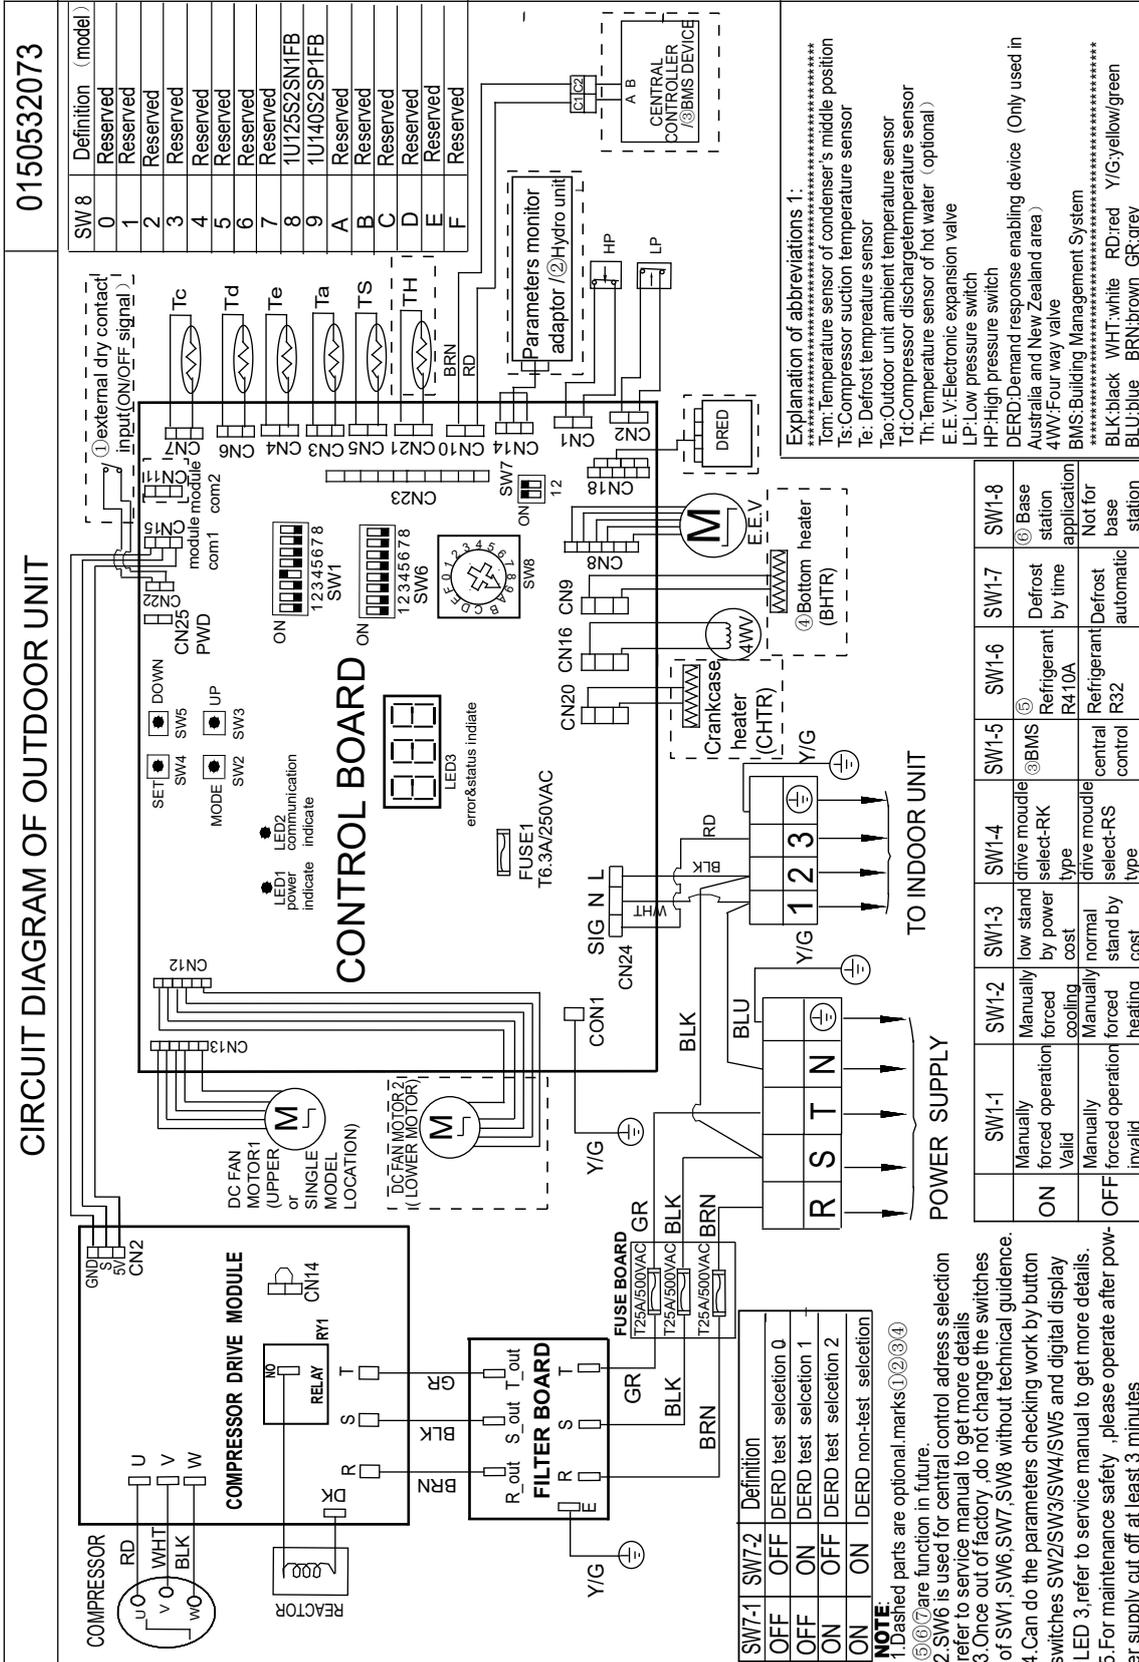 CIRCUIT DIAGRAM OF OUTDOOR UNIT
0150532073
SW 8 Definition （model）
0 Reserved
1 Reserved
2 Reserved
3 Reserved
4 Reserved
5 Reserved
6 Reserved
7 Reserved
8 1U125S2SN1FB
9 1U140S2SP1FB
A Reserved
B Reserved
C Reserved
D Reserved
E Reserved
F Reserved
COMPRESSOR
U
V
W
RD
WHT
BLK
U
V
W
REACTOR
GND
S
5V
CN2
COMPRESSOR DRIVE MODULE
CN14
NO
RELAY
RY1
DK
R
S
T
BRN
BLK
GR
R_out S_out T_out
FILTER BOARD
E
R
S
T
Y/G
GR
BLK
BRN
FUSE BOARD
T25A/500VAC
T25A/500VAC
T25A/500VAC
GR
BLK
BRN
DC FAN
MOTOR1
(UPPER
or
SINGLE
MODEL
LOCATION)
M
CN13
DC FAN MOTOR 2
( LOWER MOTOR)
M
CN12
Y/G
CON1
CONTROL BOARD
SET
SW4
DOWN
SW5
MODE
SW2
UP
SW3
LED1
power
indicate
LED2
communication
indicate
LED3
error&status indiate
FUSE1
T6.3A/250VAC
SIG N L
CN24
WHT
BLK
RD
BLK
BLU
R S T N
POWER SUPPLY
Y/G
1 2 3
Y/G
TO INDOOR UNIT
CN25
PWD
CN22
CN15
module
com1
CN11
module
com2
①external dry contact
input(ON/OFF signal)
CN7
Tc
CN6
Td
CN4
Te
CN3
Ta
CN5
TS
CN21
TH
CN10
BRN
RD
C1 C2
A B
CENTRAL
CONTROLLER
/③BMS DEVICE
CN14
Parameters monitor
adaptor /②Hydro unit
CN1
HP
CN2
LP
CN23
ON
12345678
SW1
ON
12345678
SW6
0 1 2 3 4 5 6 7 8 9 A B C D E F
SW8
SW7
ON
12
CN18
DRED
CN8
M
E.E.V
CN9
④Bottom heater
(BHTR)
CN16
4WV
CN20
Crankcase
heater
(CHTR)
Explanation of abbreviations 1:
Tom:Temperature sensor of condenser's middle position
Ts:Compressor suction temperature sensor
Te: Defrost tempreature sensor
Tao:Outdoor unit ambient temperature sensor
Td:Compressor dischargetemperature sensor
Th:Temperature sensor of hot water（optional）
E.E.V:Electronic expansion valve
LP:Low pressure switch
HP:High pressure switch
DERD:Demand response enabling device (Only used in
Australia and New Zealand area）
4WV:Four way valve
BMS:Building Management System
BLK:black WHT:white RD:red Y/G:yellow/green
BLU:blue BRN:brown GR:grey
SW7-1 SW7-2 Definition
OFF OFF DERD test selcetion 0
OFF ON DERD test selcetion 1
ON OFF DERD test selcetion 2
ON ON DERD non-test selcetion
NOTE:
1.Dashed parts are optional.marks①②③④
⑤⑥⑦are function in future.
2.SW6 is used for central control adress selection
refer to service manual to get more details
3.Once out of factory ,do not change the switches
of SW1,SW6,SW7,SW8 without technical guidence.
4.Can do the parameters checking work by button
switches SW2/SW3/SW4/SW5 and digital display
LED 3,refer to service manual to get more details.
5.For maintenance safety ,please operate after pow-
er supply cut off at least 3 minutes
SW1-1 SW1-2 SW1-3 SW1-4 SW1-5 SW1-6 SW1-7 SW1-8
ON
Manually
forced operation
Valid
Manually
forced
cooling
low stand
by power
cost
drive moudle
select-RK
type
③BMS
⑤
Refrigerant
R410A
Defrost
by time
⑥ Base
station
application
OFF
Manually
forced operation
invalid
Manually
forced
heating
normal
stand by
cost
drive moudle
select-RS
type
central
control
Refrigerant
R32
Defrost
automatic
Not for
base
station